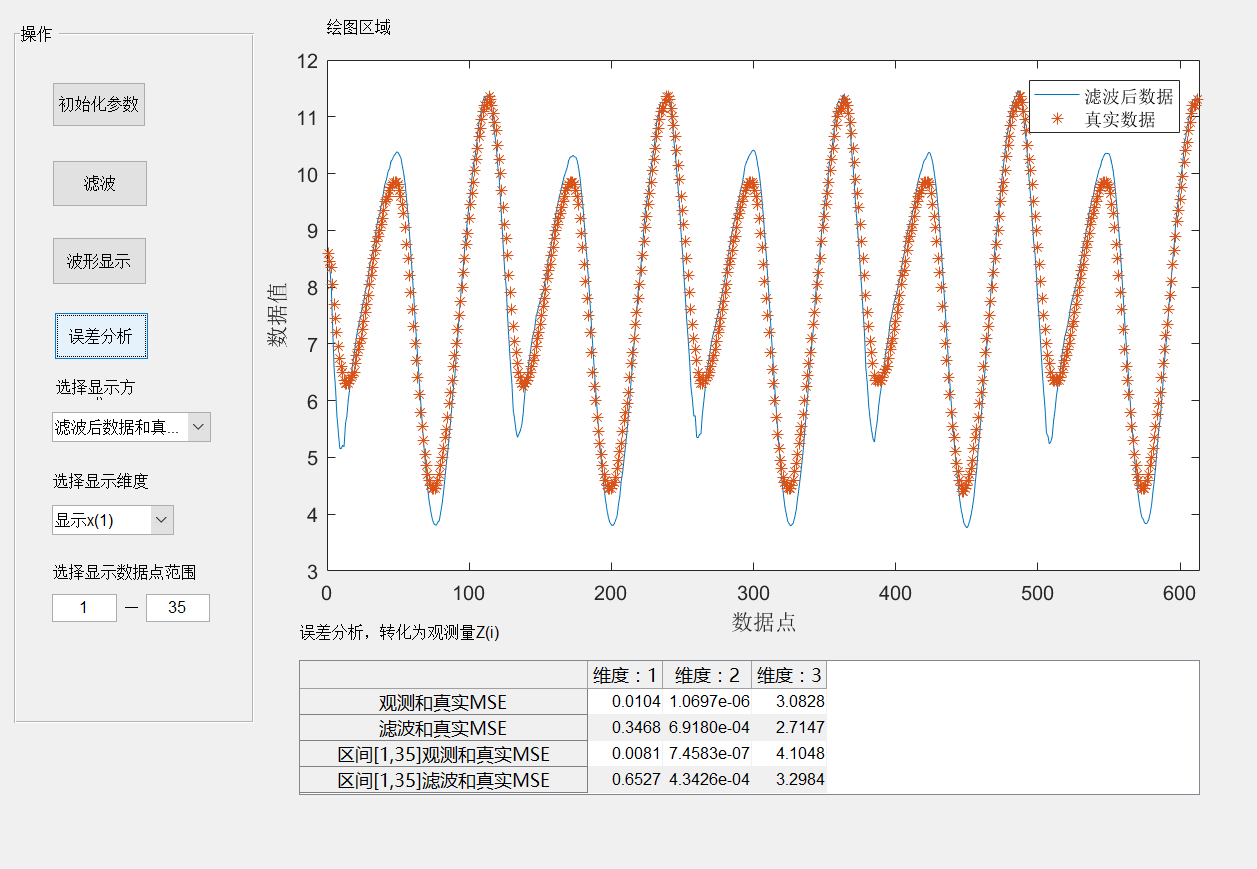 操作
初始化参数
滤波
波形显示
误差分析
选择显示方
滤波后数据和真...
选择显示维度
显示x(1)
选择显示数据点范围
1 — 35
绘图区域
12
11
10
9
8
7
6
5
4
3
数据值
滤波后数据
真实数据
0 100 200 300 400 500 600
数据点
误差分析，转化为观测量Z(i)
维度：1 维度：2 维度：3
观测和真实MSE 0.0104 1.0697e-06 3.0828
滤波和真实MSE 0.3468 6.9180e-04 2.7147
区间[1,35]观测和真实MSE 0.0081 7.4583e-07 4.1048
区间[1,35]滤波和真实MSE 0.6527 4.3426e-04 3.2984